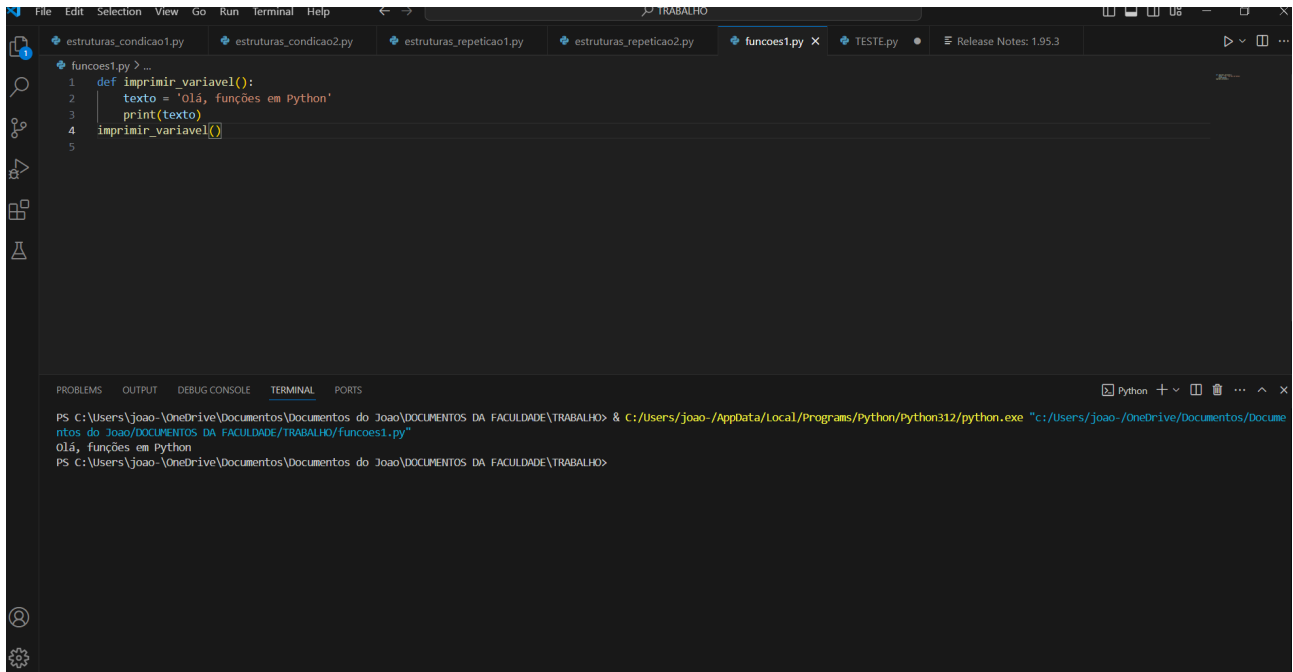 File Edit Selection View Go Run Terminal Help
TRABALHO
estruturas_condicao1.py estruturas_condicao2.py estruturas_repeticao1.py estruturas_repeticao2.py funcoes1.py TESTE.py Release Notes: 1.95.3
funcoes1.py > ...
1 def imprimir_variavel():
2 texto = 'Olá, funções em Python'
3 print(texto)
4 imprimir_variavel()
5
1
PROBLEMS OUTPUT DEBUG CONSOLE TERMINAL PORTS
Python
PS C:\Users\joao-\OneDrive\Documentos\Documentos do Joao\DOCUMENTOS DA FACULDADE\TRABALHO> & C:/Users/joao-/AppData/Local/Programs/Python/Python312/python.exe "c:/Users/joao-/OneDrive/Documentos/Docume
ntos do Joao/DOCUMENTOS DA FACULDADE/TRABALHO/funcoes1.py"
Olá, funções em Python
PS C:\Users\joao-\OneDrive\Documentos\Documentos do Joao\DOCUMENTOS DA FACULDADE\TRABALHO>